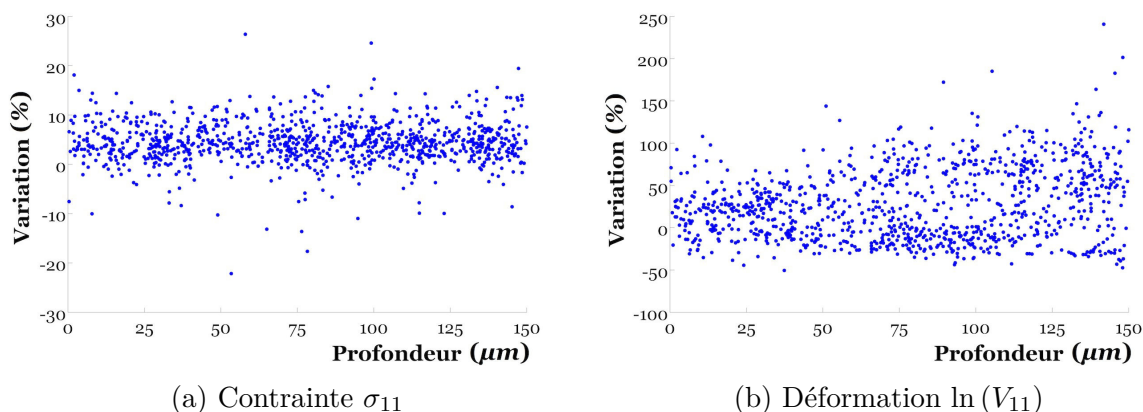 30
20
10
0
-10
-20
-30
0 25 50 75 100 125 150
Variation (%)
Profondeur (μm)
(a) Contrainte σ11
250
200
150
100
50
0
-50
-100
0 25 50 75 100 125 150
Variation (%)
Profondeur (μm)
(b) Déformation ln (V11)